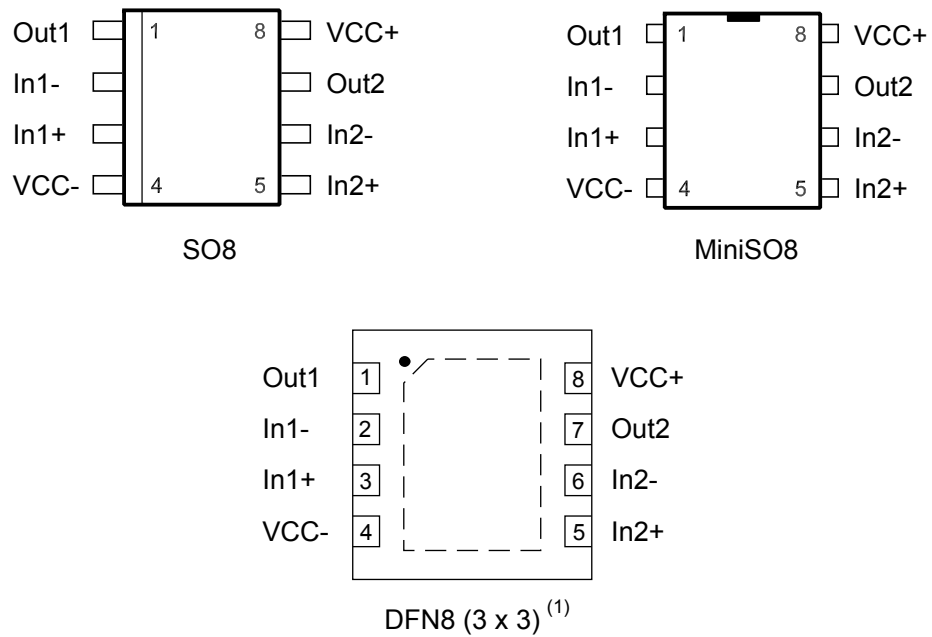 Out1 1 8 VCC+
In1- Out2
In1+ In2-
VCC- 4 5 In2+
SO8
Out1 1 8 VCC+
In1- Out2
In1+ In2-
VCC- 4 5 In2+
MiniSO8
Out1 1 8 VCC+
In1- 2 7 Out2
In1+ 3 6 In2-
VCC- 4 5 In2+
DFN8 (3 x 3) (1)